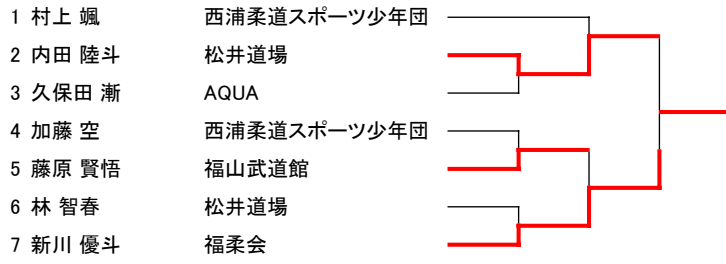 1 村上 颯 西浦柔道スポーツ少年団
2 内田 陸斗 松井道場
3 久保田 漸 AQUA
4 加藤 空 西浦柔道スポーツ少年団
5 藤原 賢悟 福山武道館
6 林 智春 松井道場
7 新川 優斗 福柔会